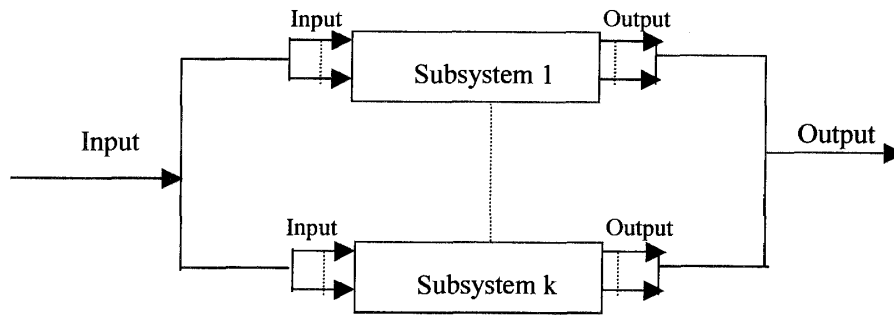 Input
Output
Subsystem 1
Input
Output
Input
Output
Subsystem k